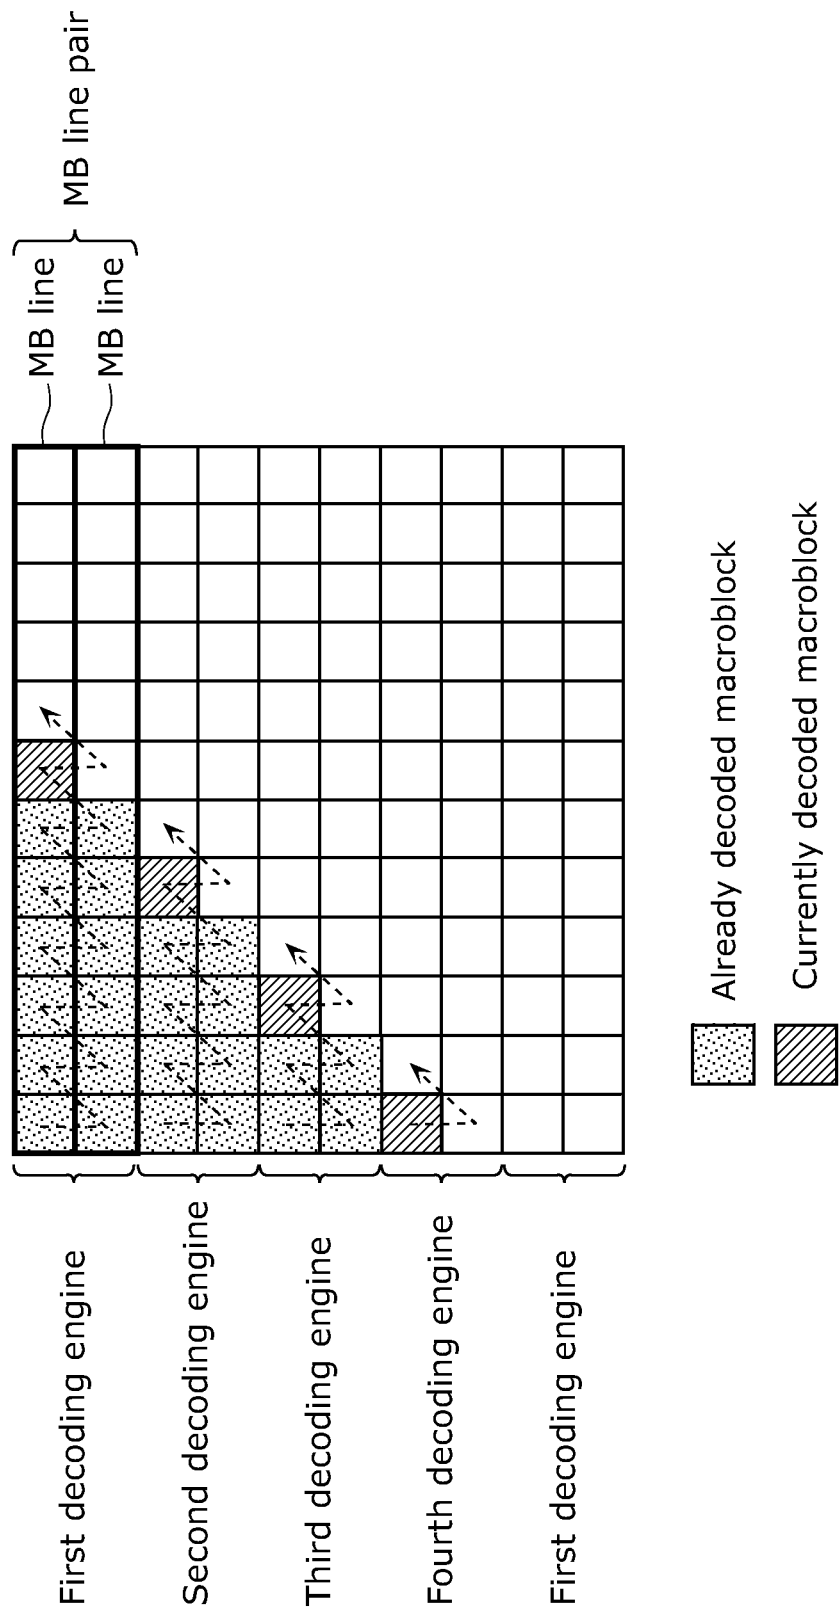 MB line
MB line
MB line pair
First decoding engine
Second decoding engine
Third decoding engine
Fourth decoding engine
First decoding engine
Already decoded macroblock
Currently decoded macroblock